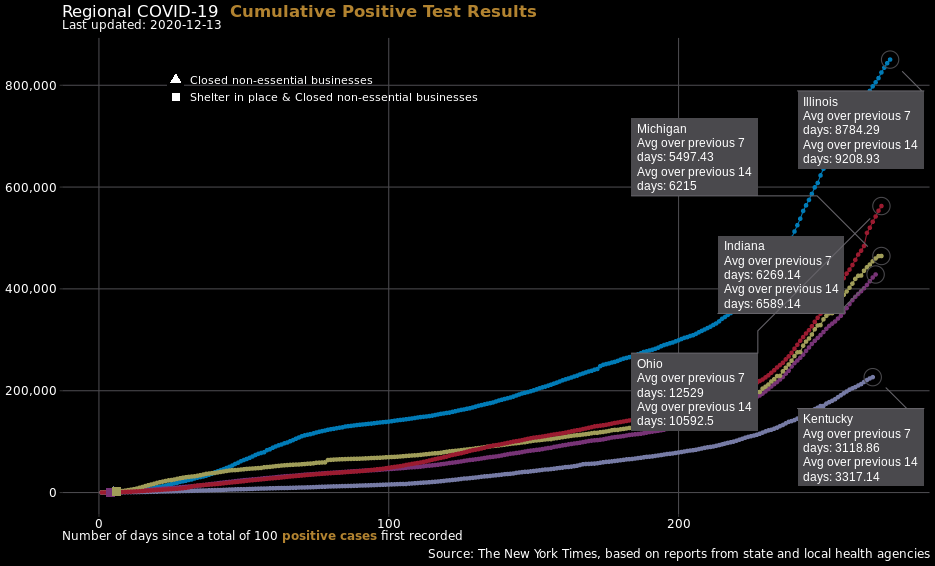 Regional COVID-19 Cumulative Positive Test Results
Last updated: 2020-12-13
Closed non-essential businesses
Shelter in place & Closed non-essential businesses
800,000
600,000
400,000
200,000
0
Illinois
Avg over previous 7
days: 8784.29
Avg over previous 14
days: 9208.93
Michigan
Avg over previous 7
days: 5497.43
Avg over previous 14
days: 6215
Indiana
Avg over previous 7
days: 6269.14
Avg over previous 14
days: 6589.14
Ohio
Avg over previous 7
days: 12529
Avg over previous 14
days: 10592.5
Kentucky
Avg over previous 7
days: 3118.86
Avg over previous 14
days: 3317.14
0 100 200
Number of days since a total of 100 positive cases first recorded
Source: The New York Times, based on reports from state and local health agencies